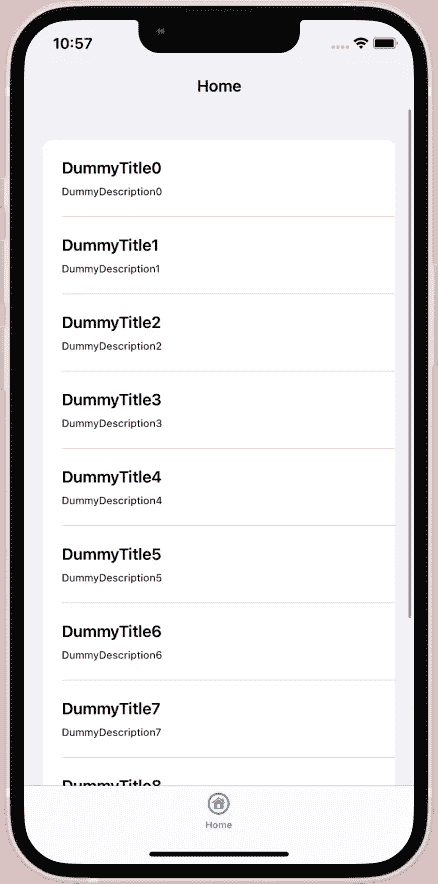 10:57
Home
DummyTitle0
DummyDescription0
DummyTitle1
DummyDescription1
DummyTitle2
DummyDescription2
DummyTitle3
DummyDescription3
DummyTitle4
DummyDescription4
DummyTitle5
DummyDescription5
DummyTitle6
DummyDescription6
DummyTitle7
DummyDescription7
DummyTitle8
Home